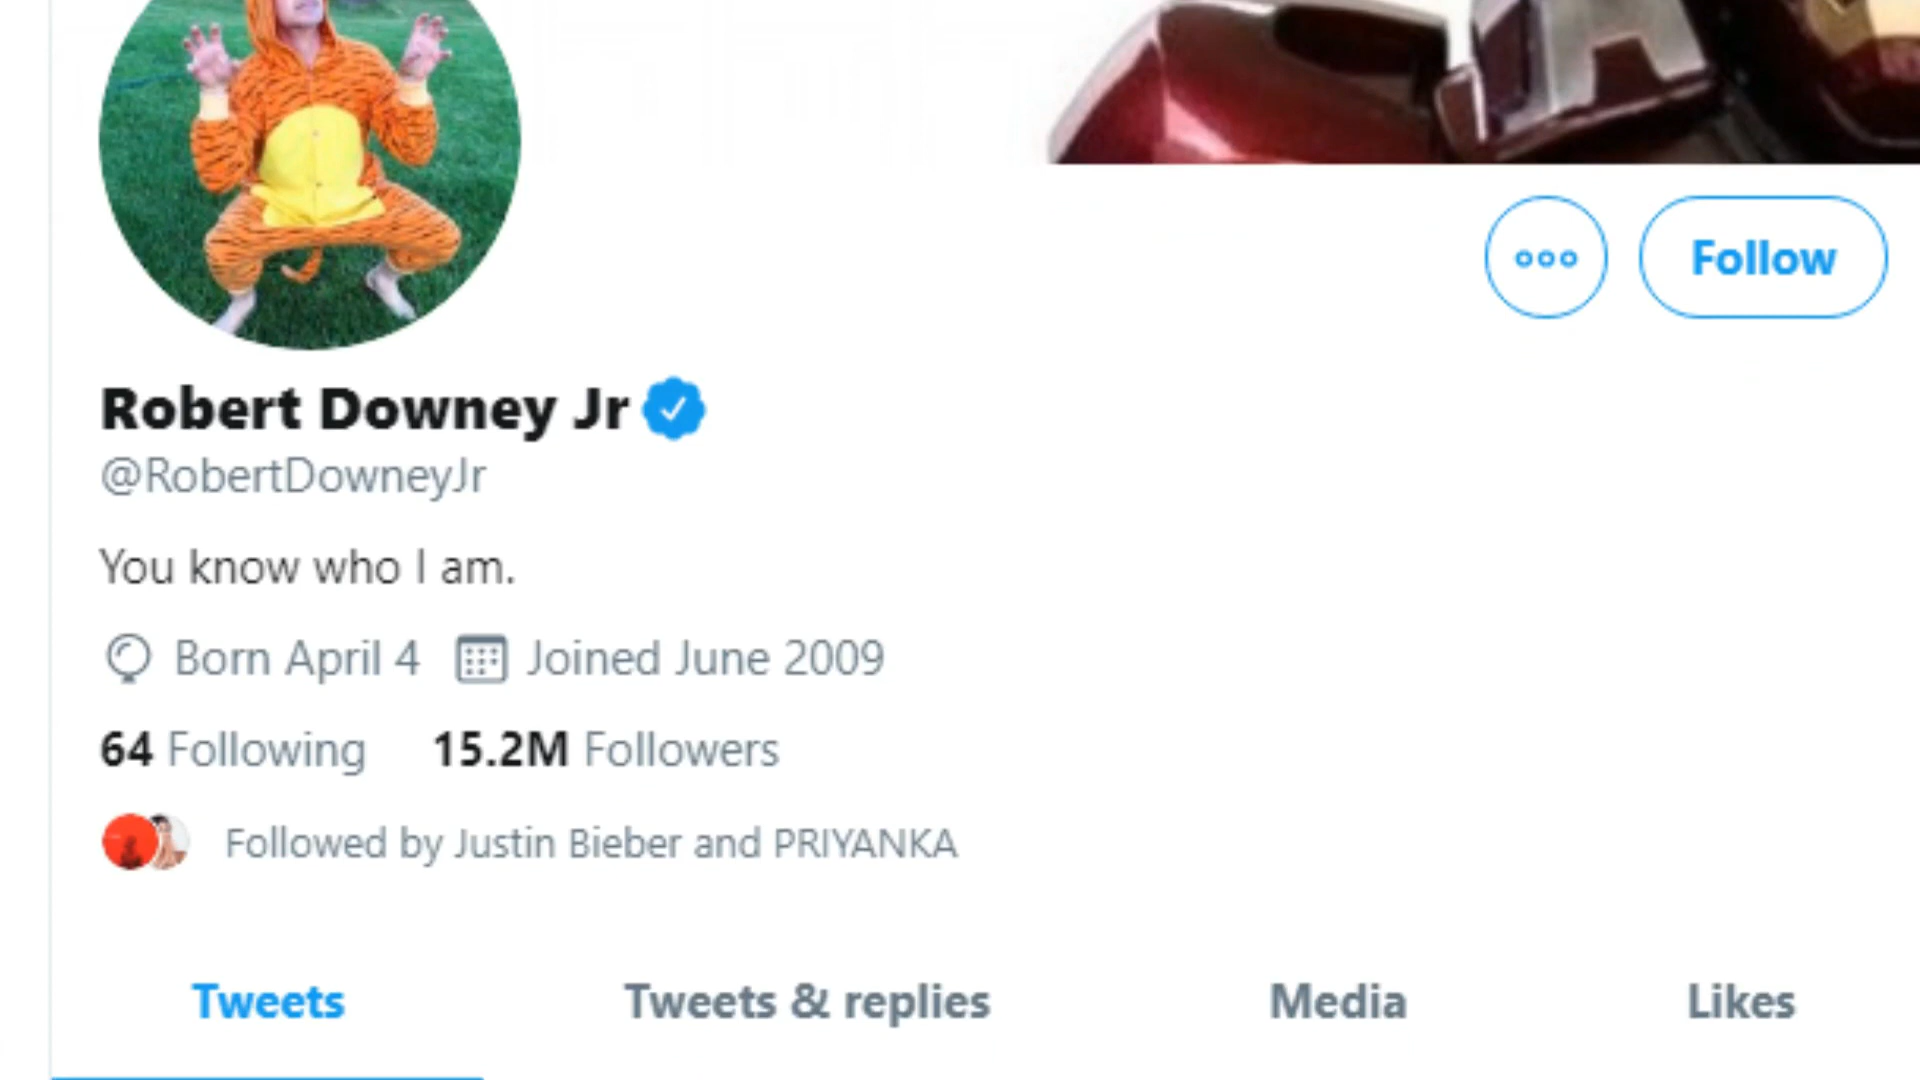 Follow
Robert Downey Jr
@RobertDowneyJr
You know who I am.
Born April 4 Joined June 2009
64 Following 15.2M Followers
Followed by Justin Bieber and PRIYANKA
Tweets Tweets & replies Media Likes